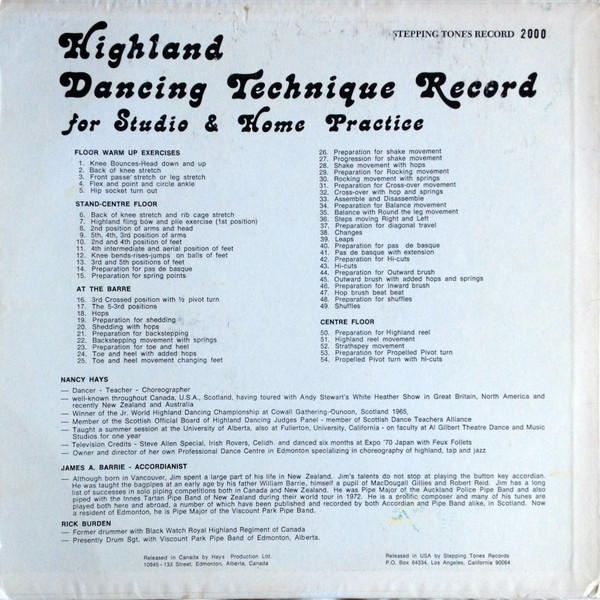 STEPPING TONES RECORD 2000
Highland
Dancing Technique Record
for Studio & Home Practice
FLOOR WARM UP EXERCISES
1. Knee Bounces-Head down and up
2. Back of knee stretch
3. Front passe stretch or leg stretch
4. Flex and point and circle ankle
5. Hip socket turn out
STAND-CENTRE FLOOR
6. Back of knee stretch and rib cage stretch
7. Highland fling bow and plie exercise (1st position)
8. 2nd position of arms and head
9. 5th, 4th, 3rd position of arms
10. 2nd and 4th position of feet
11. 4th intermediate and aerial position of feet
12. Knee bends-rises-jumps on balls of feet
13. 3rd and 5th positions of feet
14. Preparation for pas de basque
15. Preparation for spring points
AT THE BARRE
16. 3rd Crossed position with ½ pivot turn
17. The 5-3rd positions
18. Hops
19. Preparation for shedding
20. Shedding with hops
21. Preparation for backstepping
22. Backstepping movement with springs
23. Preparation for toe and heel
24. Toe and heel with added hops
25. Toe and heel movement changing feet
26. Preparation for shake movement
27. Progression for shake movement
28. Shake movement with hops
29. Preparation for Rocking movement
30. Rocking movement with springs
31. Preparation for Cross-over movement
32. Cross-over with hop and springs
33. Assemble and Disassemble
34. Preparation for Balance movement
35. Balance with Round the leg movement
36. Steps moving Right and Left
37. Preparation for diagonal travel
38. Changes
39. Leaps
40. Preparation for pas de basque
41. Pas de basque with extension
42. Preparation for Hi-cuts
43. Hi-cuts
44. Preparation for Outward brush
45. Outward brush with added hops and springs
46. Preparation for Inward brush
47. Hop brush beat beat
48. Preparation for shuffles
49. Shuffles
CENTRE FLOOR
50. Preparation for Highland reel
51. Highland reel movement
52. Strathspey movement
53. Preparation for Propelled Pivot turn
54. Propelled Pivot turn with hi-cuts
NANCY HAYS
— Dancer - Teacher - Choreographer
— well-known throughout Canada, U.S.A., Scotland, having toured with Andy Stewart's White Heather Show in Great Britain, North America and
recently New Zealand and Australia
— Winner of the Jr. World Highland Dancing Championship at Cowall Gathering-Dunoon, Scotland 1965,
— Member of the Scottish Official Board of Highland Dancing Judges Panel - member of Scottish Dance Teachers Alliance
— Taught a summer session at the University of Alberta, also at Fullerton, University, California - on faculty at Al Gilbert Theatre Dance and Music
Studios for one year
— Television Credits - Steve Allen Special, Irish Rovers, Celidh. and danced six months at Expo '70 Japan with Feux Follets
— Owner and director of her own Professional Dance Centre in Edmonton specializing in choreography of highland, tap and jazz
JAMES A. BARRIE - ACCORDIANIST
— Although born in Vancouver, Jim spent a large part of his life in New Zealand. Jim's talents do not stop at playing the button key accordian.
He was taught the bagpipes at an early age by his father William Barrie, himself a pupil of MacDougall Gillies and Robert Reid. Jim has a long
list of successes in solo piping competitions both in Canada and New Zealand. He was Pipe Major of the Auckland Police Pipe Band and also
piped with the Innes Tartan Pipe Band of New Zealand during their world tour in 1972. He is a prolific composer and many of his tunes are
played both here and abroad, a number of which have been published and recorded by both Accordian and Pipe Band alike, in Scotland. Now
a resident of Edmonton, he is Pipe Major of the Viscount Park Pipe Band.
RICK BURDEN
— Former drummer with Black Watch Royal Highland Regiment of Canada
— Presently Drum Sgt. with Viscount Park Pipe Band of Edmonton, Alberta.
Released in Canada by Hays Production Ltd.
10945 - 133 Street, Edmonton, Alberta, Canada
Released in USA by Stepping Tones Records
P.O. Box 64334, Los Angeles, California 90064